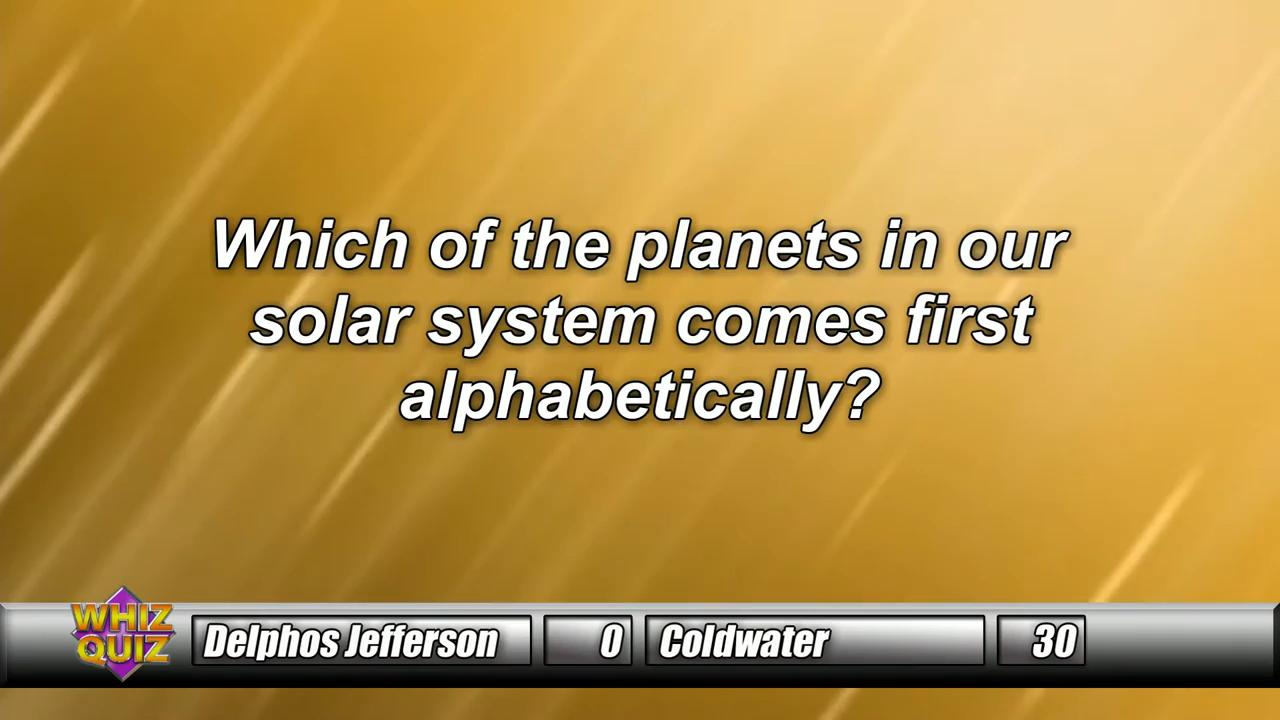 Which of the planets in our
solar system comes first
alphabetically?
WHIZ
QUIZ
Delphos Jefferson 0 Coldwater 30